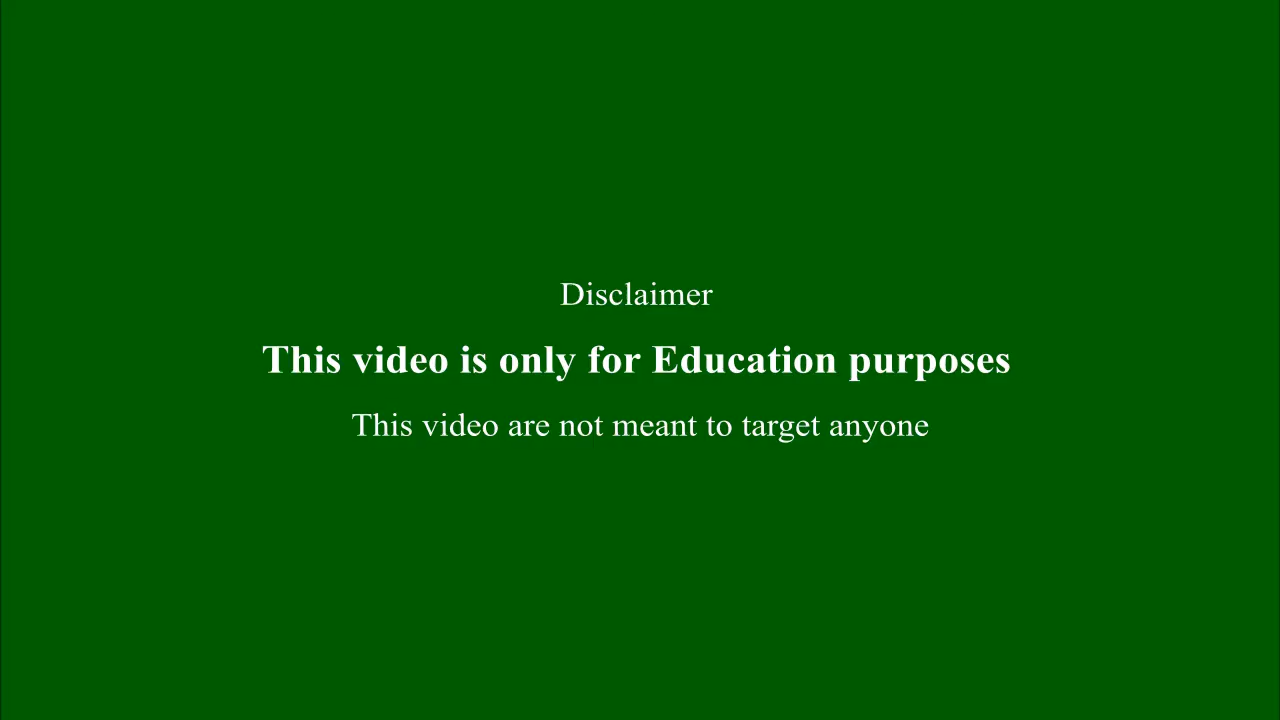 Disclaimer
This video is only for Education purposes
This video are not meant to target anyone